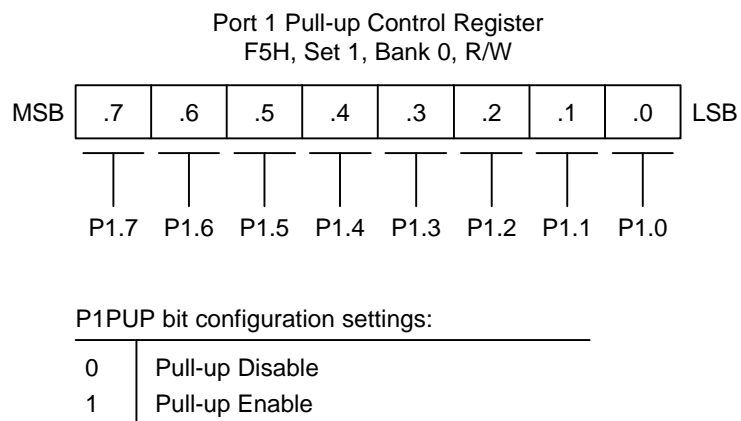 Port 1 Pull-up Control Register
F5H, Set 1, Bank 0, R/W
MSB .7 .6 .5 .4 .3 .2 .1 .0 LSB
P1.7 P1.6 P1.5 P1.4 P1.3 P1.2 P1.1 P1.0
P1PUP bit configuration settings:
0 Pull-up Disable
1 Pull-up Enable